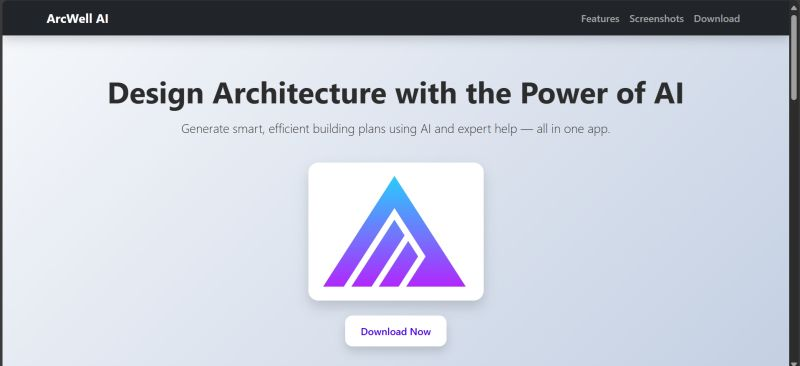 ArcWell AI
Features Screenshots Download
Design Architecture with the Power of AI
Generate smart, efficient building plans using AI and expert help — all in one app.
Download Now